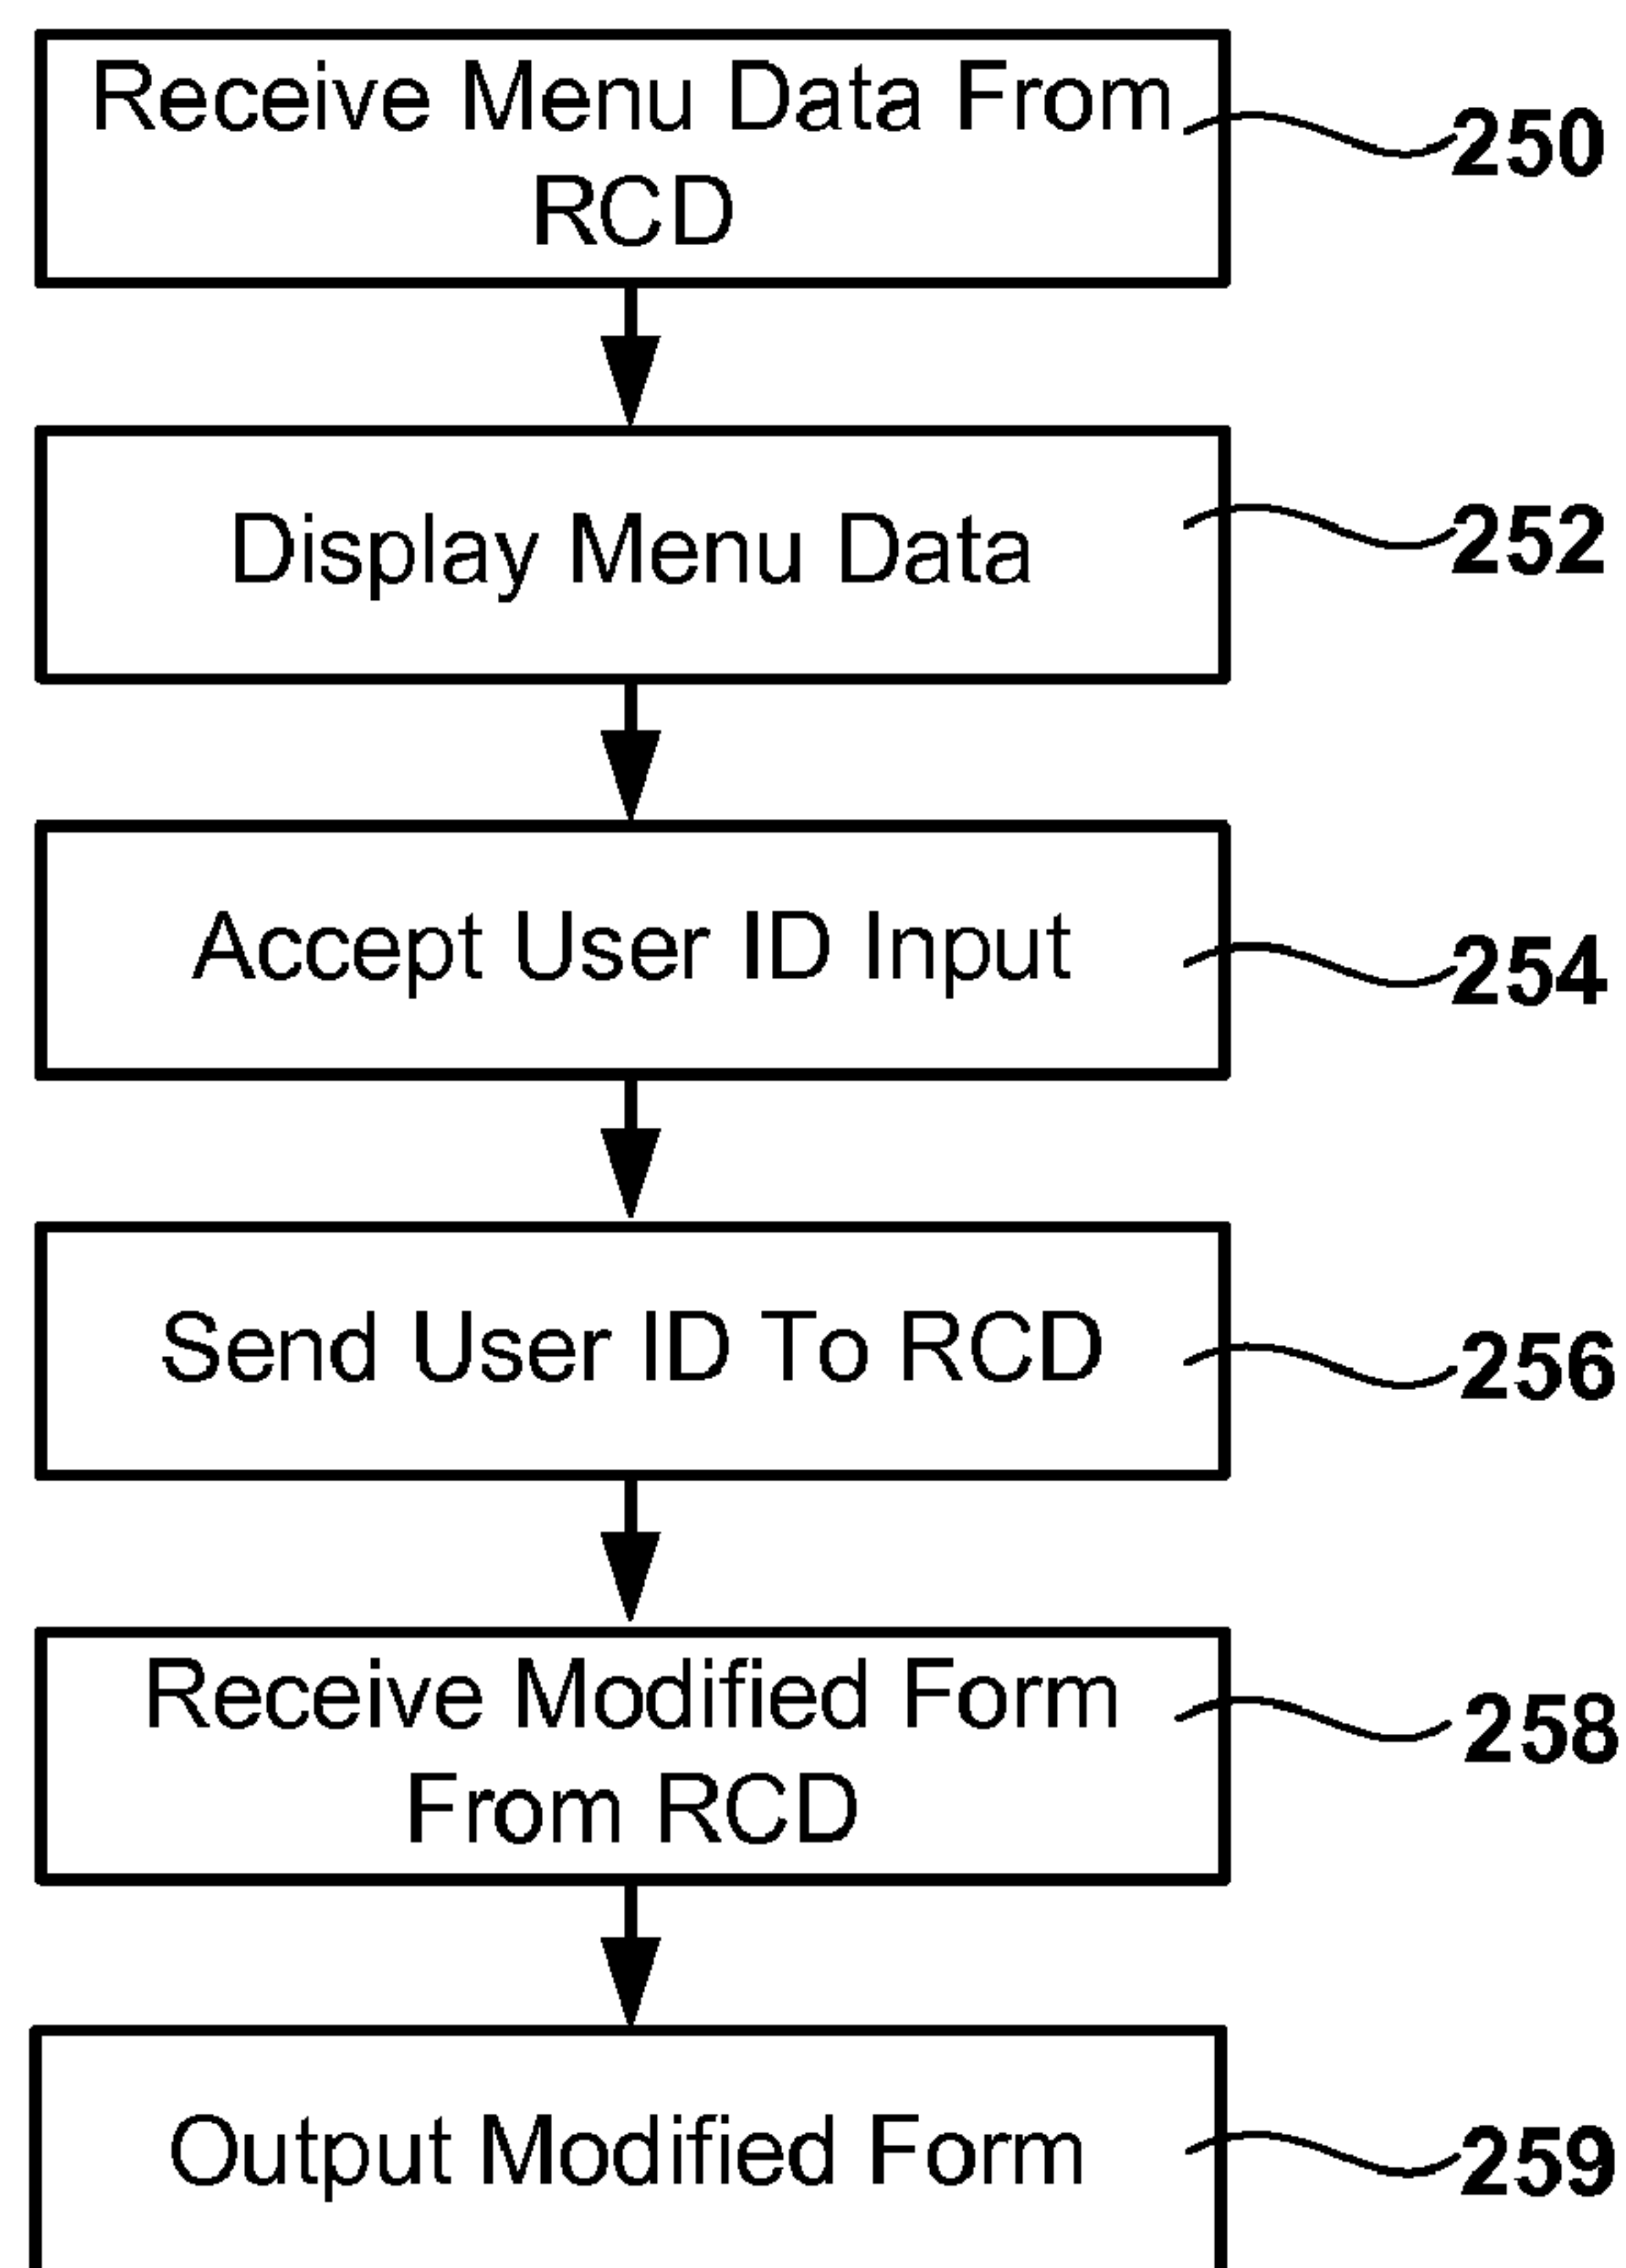 Receive Menu Data From
RCD
250
Display Menu Data
252
Accept User ID Input
254
Send User ID To RCD
256
Receive Modified Form
From RCD
258
Output Modified Form
259